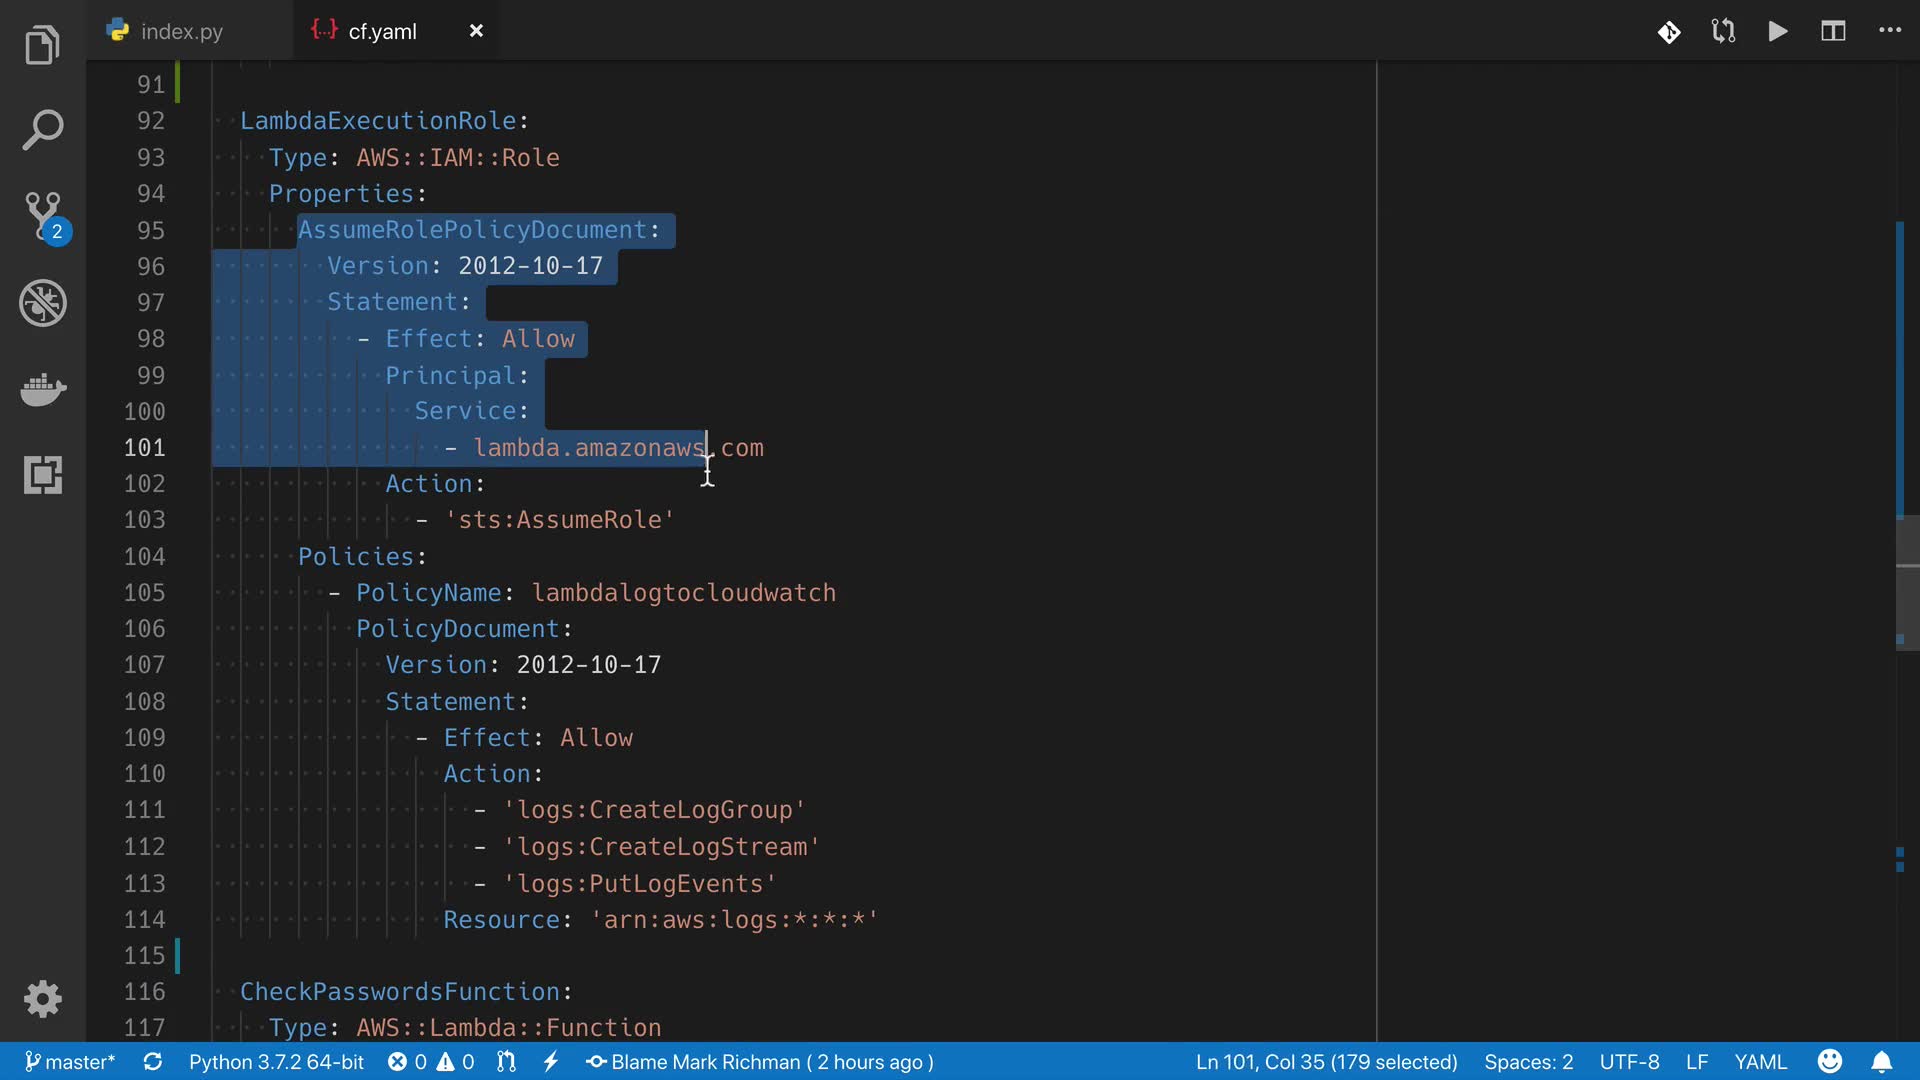 index.py
{..} cf.yaml ×
91
92 LambdaExecutionRole:
93 Type: AWS::IAM::Role
94 Properties:
95 AssumeRolePolicyDocument:
96 Version: 2012-10-17
97 Statement:
98 - Effect: Allow
99 Principal:
100 Service:
101 - lambda.amazonaws.com
102 Action:
103 - 'sts:AssumeRole'
104 Policies:
105 - PolicyName: lambdalogtocloudwatch
106 PolicyDocument:
107 Version: 2012-10-17
108 Statement:
109 - Effect: Allow
110 Action:
111 - 'logs:CreateLogGroup'
112 - 'logs:CreateLogStream'
113 - 'logs:PutLogEvents'
114 Resource: 'arn:aws:logs:*:*:*'
115
116 CheckPasswordsFunction:
117 Type: AWS::Lambda::Function
2
master* Python 3.7.2 64-bit 0 0 Blame Mark Richman ( 2 hours ago ) Ln 101, Col 35 (179 selected) Spaces: 2 UTF-8 LF YAML